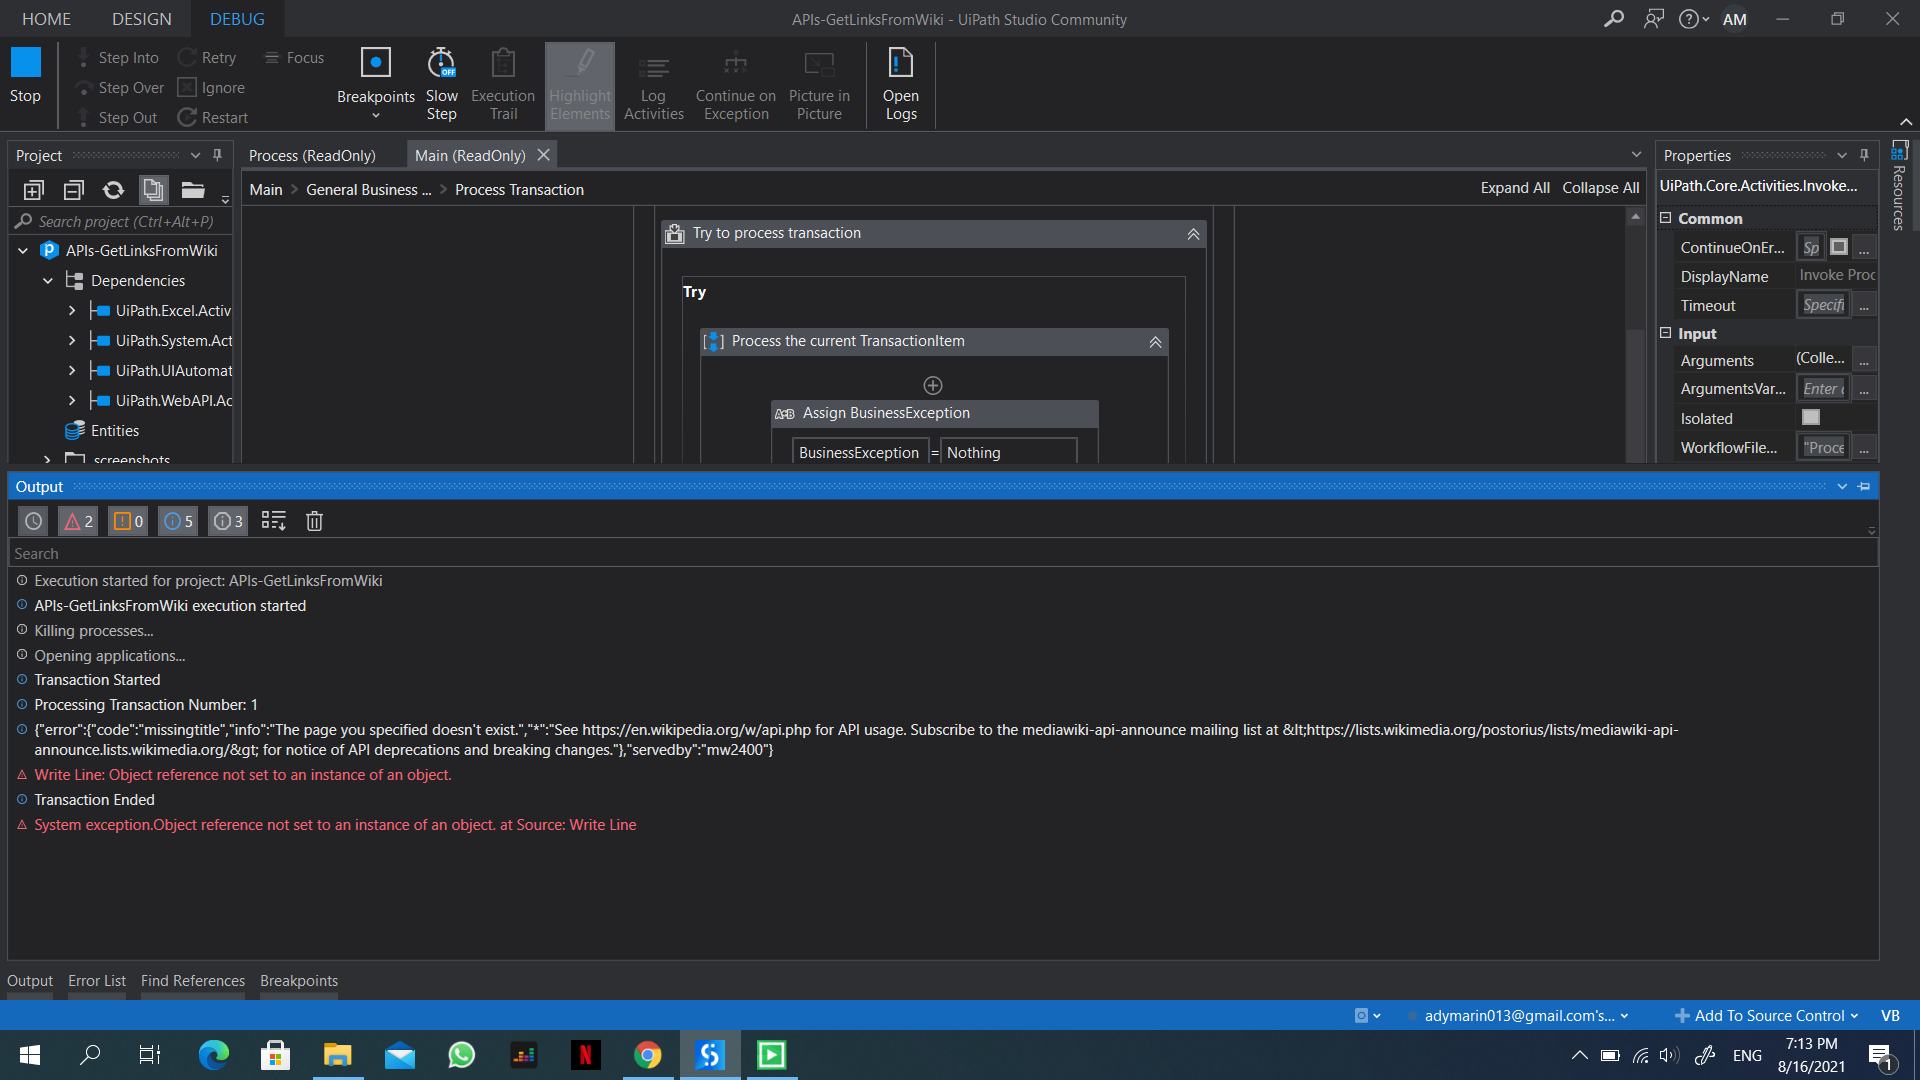 HOME
DESIGN
DEBUG
APIs-GetLinksFromWiki - UiPath Studio Community
AM
Stop
Step Into
Step Over
Step Out
Retry
Ignore
Restart
Focus
Breakpoints
Slow
Step
OFF
Execution
Trail
Highlight
Elements
Log
Activities
Continue on
Exception
Picture in
Picture
Open
Logs
Project
Search project (Ctrl+Alt+P)
APIs-GetLinksFromWiki
Dependencies
UiPath.Excel.Activ
UiPath.System.Act
UiPath.UIAutomat
UiPath.WebAPI.Ac
Entities
screenshots
Process (ReadOnly)
Main (ReadOnly)
Main > General Business ... > Process Transaction
Expand All
Collapse All
Try to process transaction
Try
Process the current TransactionItem
A+B Assign BusinessException
BusinessException = Nothing
Properties
UiPath.Core.Activities.Invoke...
Common
ContinueOnEr... Sp ...
DisplayName Invoke Proc
Timeout Specifi ...
Input
Arguments (Colle... ...
ArgumentsVar... Enter ...
Isolated
WorkflowFile... "Proce ...
Resources
Output
2
0
5
3
Search
Execution started for project: APIs-GetLinksFromWiki
APIs-GetLinksFromWiki execution started
Killing processes...
Opening applications...
Transaction Started
Processing Transaction Number: 1
{"error":{"code":"missingtitle","info":"The page you specified doesn't exist.","*":"See https://en.wikipedia.org/w/api.php for API usage. Subscribe to the mediawiki-api-announce mailing list at &lt;https://lists.wikimedia.org/postorius/lists/mediawiki-api-
announce.lists.wikimedia.org/&gt; for notice of API deprecations and breaking changes."},"servedby":"mw2400"}
Write Line: Object reference not set to an instance of an object.
Transaction Ended
System exception.Object reference not set to an instance of an object. at Source: Write Line
Output
Error List
Find References
Breakpoints
adymarin013@gmail.com's...
Add To Source Control
VB
ENG
7:13 PM
8/16/2021
1